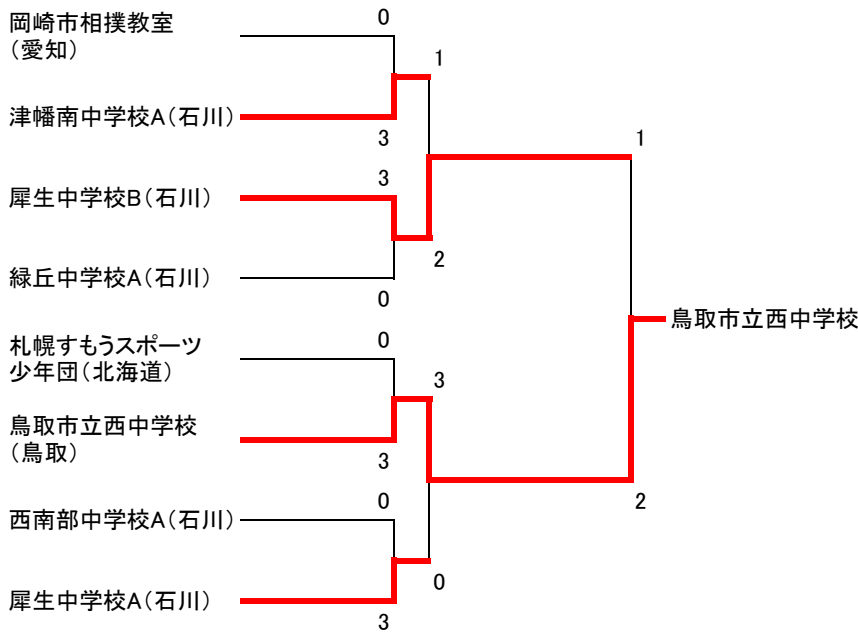 岡崎市相撲教室
（愛知）
0
1
津幡南中学校A（石川）
3
1
犀生中学校B（石川）
3
2
緑丘中学校A（石川）
0
鳥取市立西中学校
札幌すもうスポーツ
少年団（北海道）
0
3
鳥取市立西中学校
（鳥取）
3
2
西南部中学校A（石川）
0
0
犀生中学校A（石川）
3